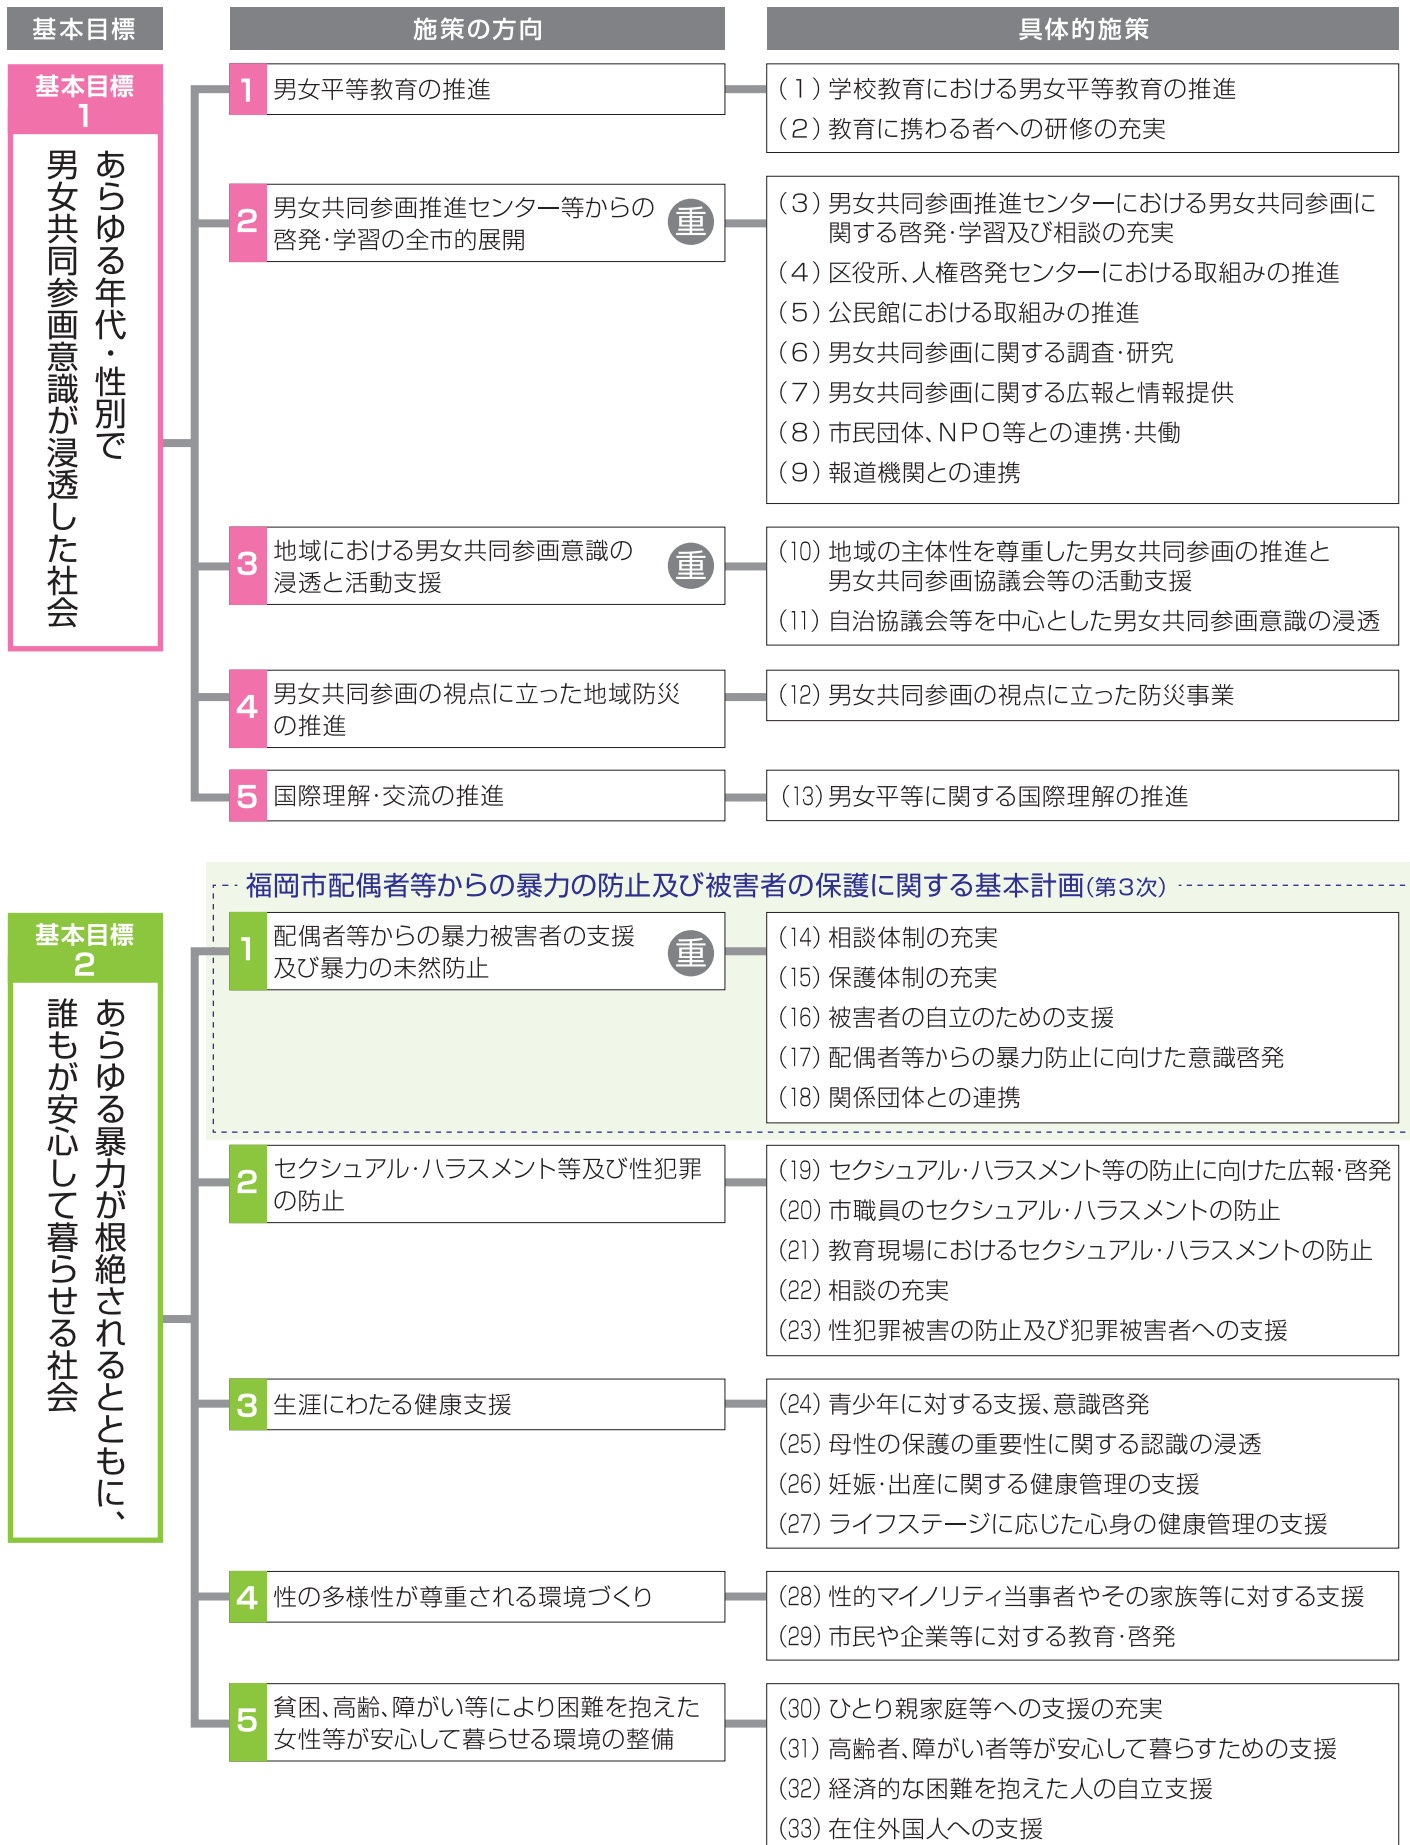 基本目標
施策の方向
具体的施策
基本目標
1
あらゆる年代・性別で
男女共同参画意識が浸透した社会
1 男女平等教育の推進
(1) 学校教育における男女平等教育の推進
(2) 教育に携わる者への研修の充実
2 男女共同参画推進センター等からの
啓発・学習の全市的展開
重
(3) 男女共同参画推進センターにおける男女共同参画に
関する啓発・学習及び相談の充実
(4) 区役所、人権啓発センターにおける取組みの推進
(5) 公民館における取組みの推進
(6) 男女共同参画に関する調査・研究
(7) 男女共同参画に関する広報と情報提供
(8) 市民団体、NPO等との連携・共働
(9) 報道機関との連携
3 地域における男女共同参画意識の
浸透と活動支援
重
(10) 地域の主体性を尊重した男女共同参画の推進と
男女共同参画協議会等の活動支援
(11) 自治協議会等を中心とした男女共同参画意識の浸透
4 男女共同参画の視点に立った地域防災
の推進
(12) 男女共同参画の視点に立った防災事業
5 国際理解・交流の推進
(13) 男女平等に関する国際理解の推進
福岡市配偶者等からの暴力の防止及び被害者の保護に関する基本計画(第3次)
基本目標
2
あらゆる暴力が根絶されるとともに、
誰もが安心して暮らせる社会
1 配偶者等からの暴力被害者の支援
及び暴力の未然防止
重
(14) 相談体制の充実
(15) 保護体制の充実
(16) 被害者の自立のための支援
(17) 配偶者等からの暴力防止に向けた意識啓発
(18) 関係団体との連携
2 セクシュアル・ハラスメント等及び性犯罪
の防止
(19) セクシュアル・ハラスメント等の防止に向けた広報・啓発
(20) 市職員のセクシュアル・ハラスメントの防止
(21) 教育現場におけるセクシュアル・ハラスメントの防止
(22) 相談の充実
(23) 性犯罪被害の防止及び犯罪被害者への支援
3 生涯にわたる健康支援
(24) 青少年に対する支援、意識啓発
(25) 母性の保護の重要性に関する認識の浸透
(26) 妊娠・出産に関する健康管理の支援
(27) ライフステージに応じた心身の健康管理の支援
4 性の多様性が尊重される環境づくり
(28) 性的マイノリティ当事者やその家族等に対する支援
(29) 市民や企業等に対する教育・啓発
5 貧困、高齢、障がい等により困難を抱えた
女性等が安心して暮らせる環境の整備
(30) ひとり親家庭等への支援の充実
(31) 高齢者、障がい者等が安心して暮らすための支援
(32) 経済的な困難を抱えた人の自立支援
(33) 在住外国人への支援